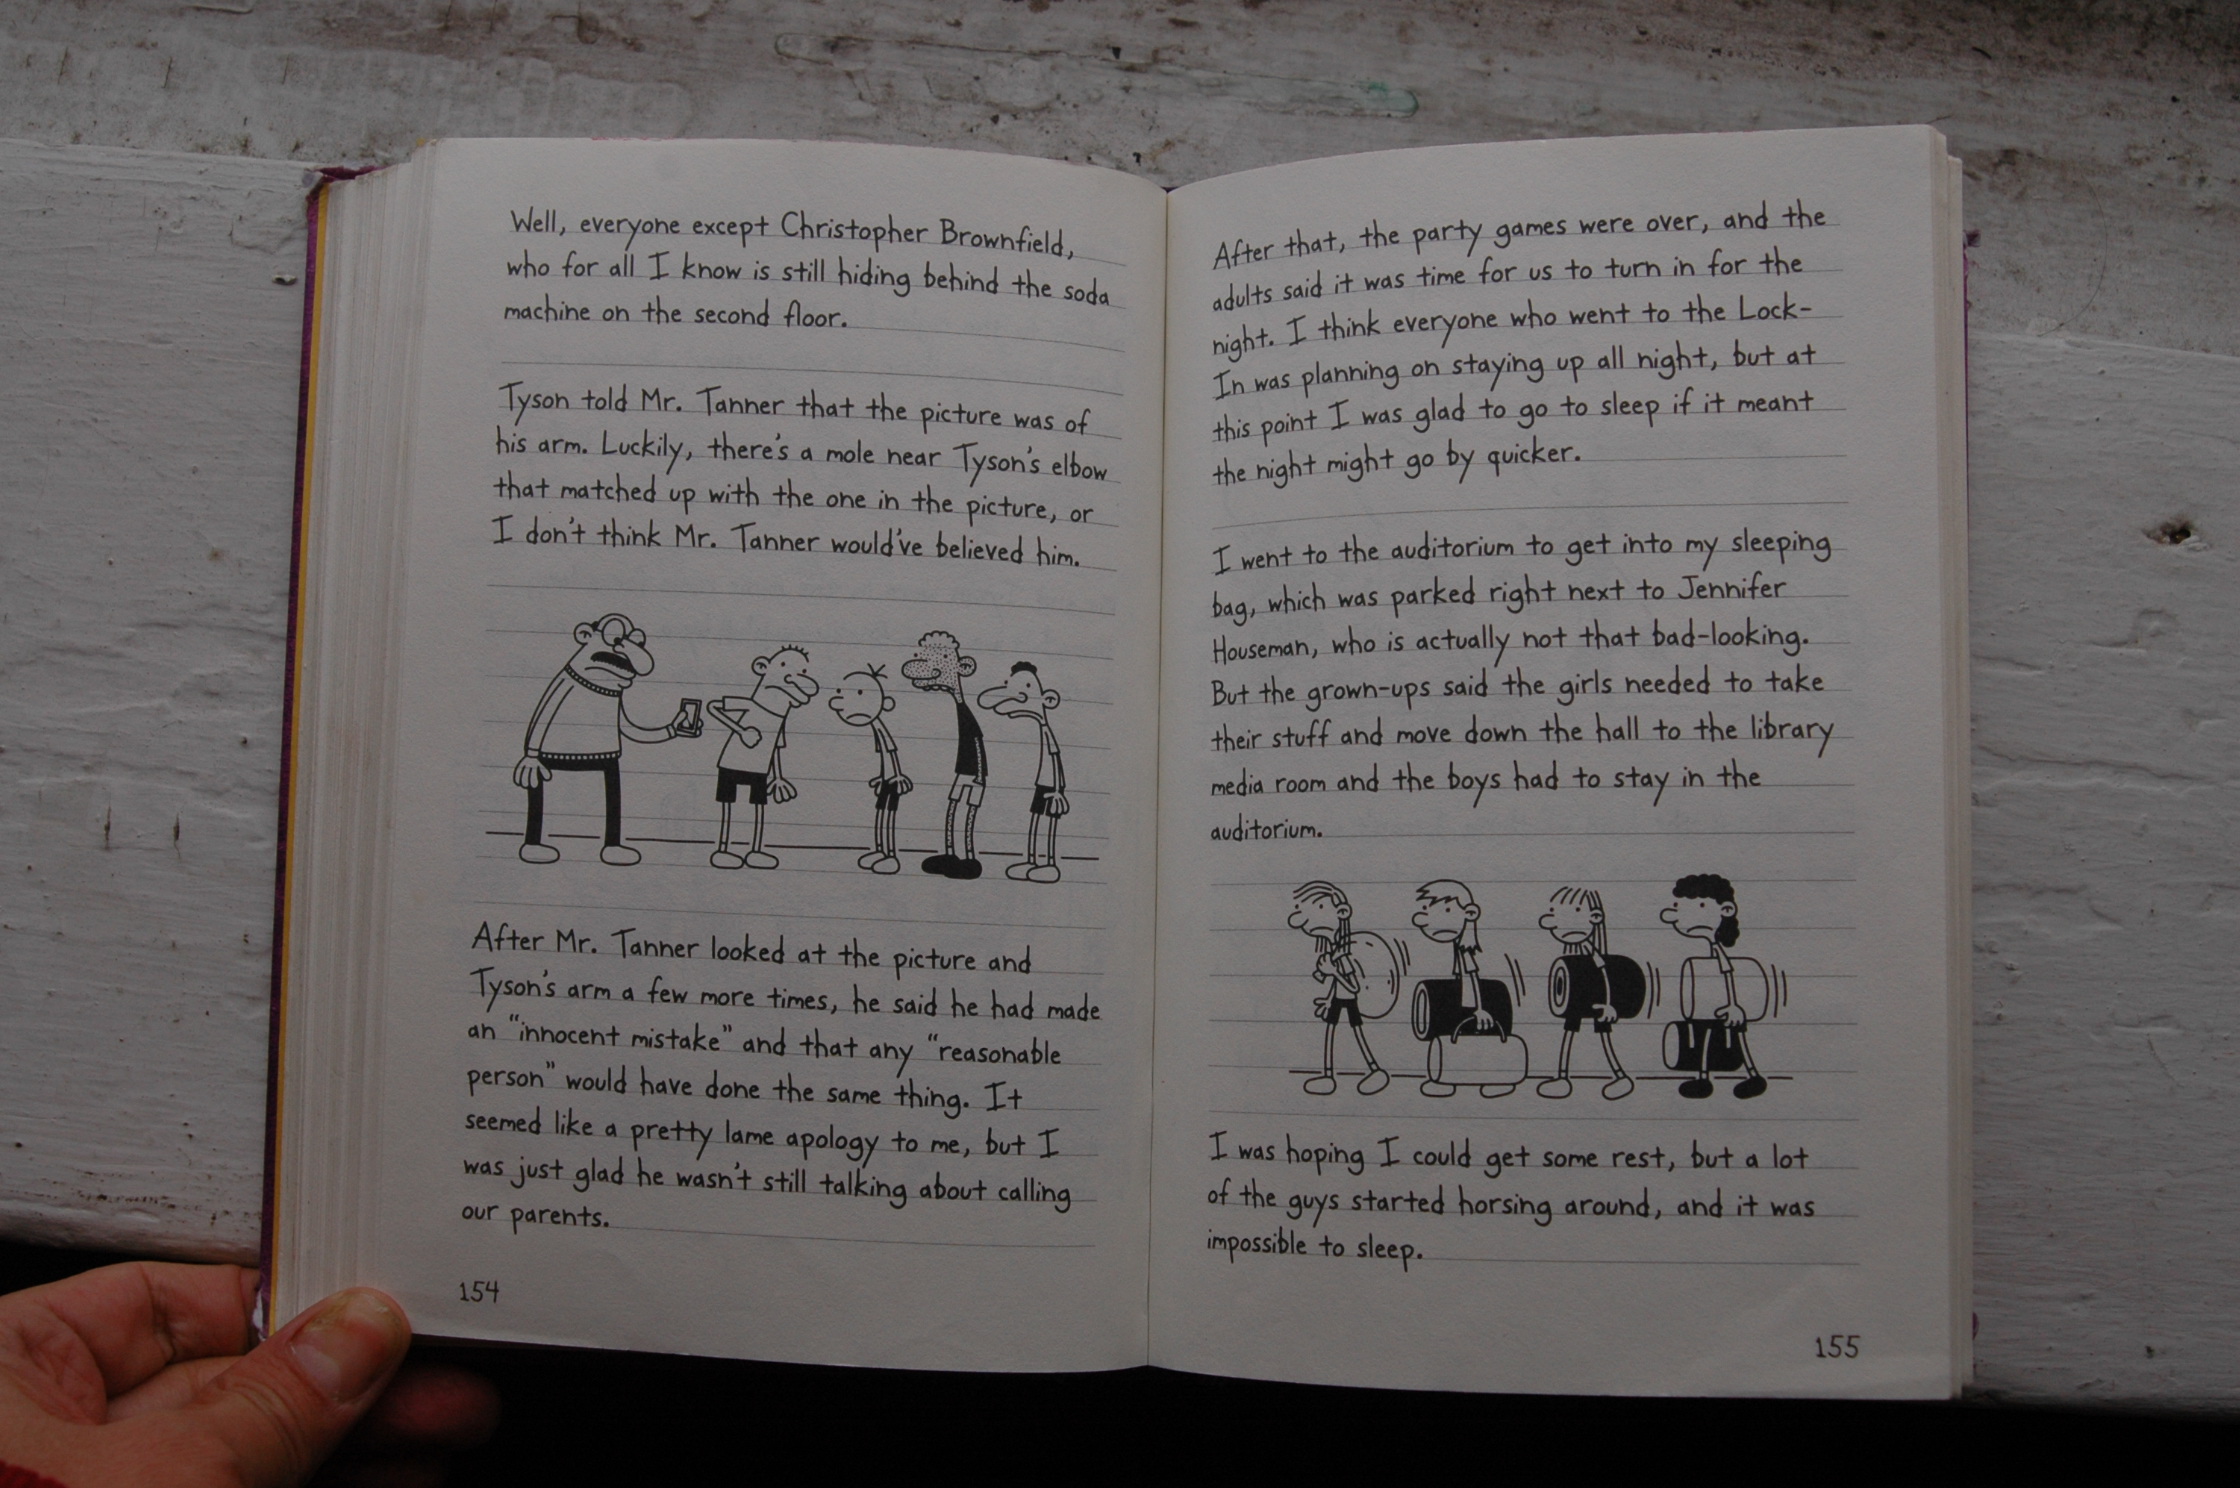 Well, everyone except Christopher Brownfield,
who for all I know is still hiding behind the soda
machine on the second floor.
Tyson told Mr. Tanner that the picture was of
his arm. Luckily, there's a mole near Tyson's elbow
that matched up with the one in the picture, or
I don't think Mr. Tanner would've believed him.
After Mr. Tanner looked at the picture and
Tyson's arm a few more times, he said he had made
an "innocent mistake" and that any "reasonable
person" would have done the same thing. It
seemed like a pretty lame apology to me, but I
was just glad he wasn't still talking about calling
our parents.
154
After that, the party games were over, and the
adults said it was time for us to turn in for the
night. I think everyone who went to the Lock-
In was planning on staying up all night, but at
this point I was glad to go to sleep if it meant
the night might go by quicker.
I went to the auditorium to get into my sleeping
bag, which was parked right next to Jennifer
Houseman, who is actually not that bad-looking.
But the grown-ups said the girls needed to take
their stuff and move down the hall to the library
media room and the boys had to stay in the
auditorium.
I was hoping I could get some rest, but a lot
of the guys started horsing around, and it was
impossible to sleep.
155